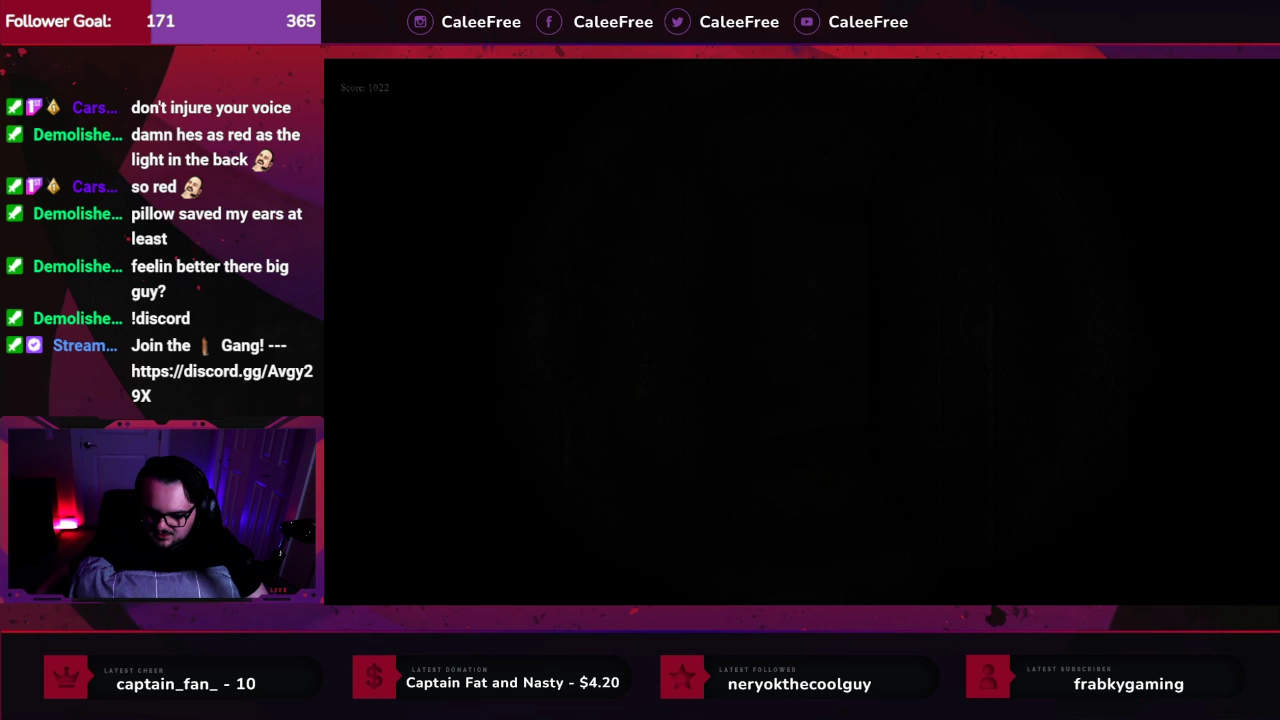 Follower Goal: 171 365
CaleeFree CaleeFree CaleeFree CaleeFree
Score: 1022
Cars... don't injure your voice
Demolishe... damn hes as red as the
light in the back
Cars... so red
Demolishe... pillow saved my ears at
least
Demolishe... feelin better there big
guy?
Demolishe... !discord
Stream... Join the Gang! ---
https://discord.gg/Avgy2
9X
LIVE
LATEST CHEER
captain_fan_ - 10
LATEST DONATION
Captain Fat and Nasty - $4.20
LATEST FOLLOWER
neryokthecoolguy
LATEST SUBSCRIBER
frabkygaming